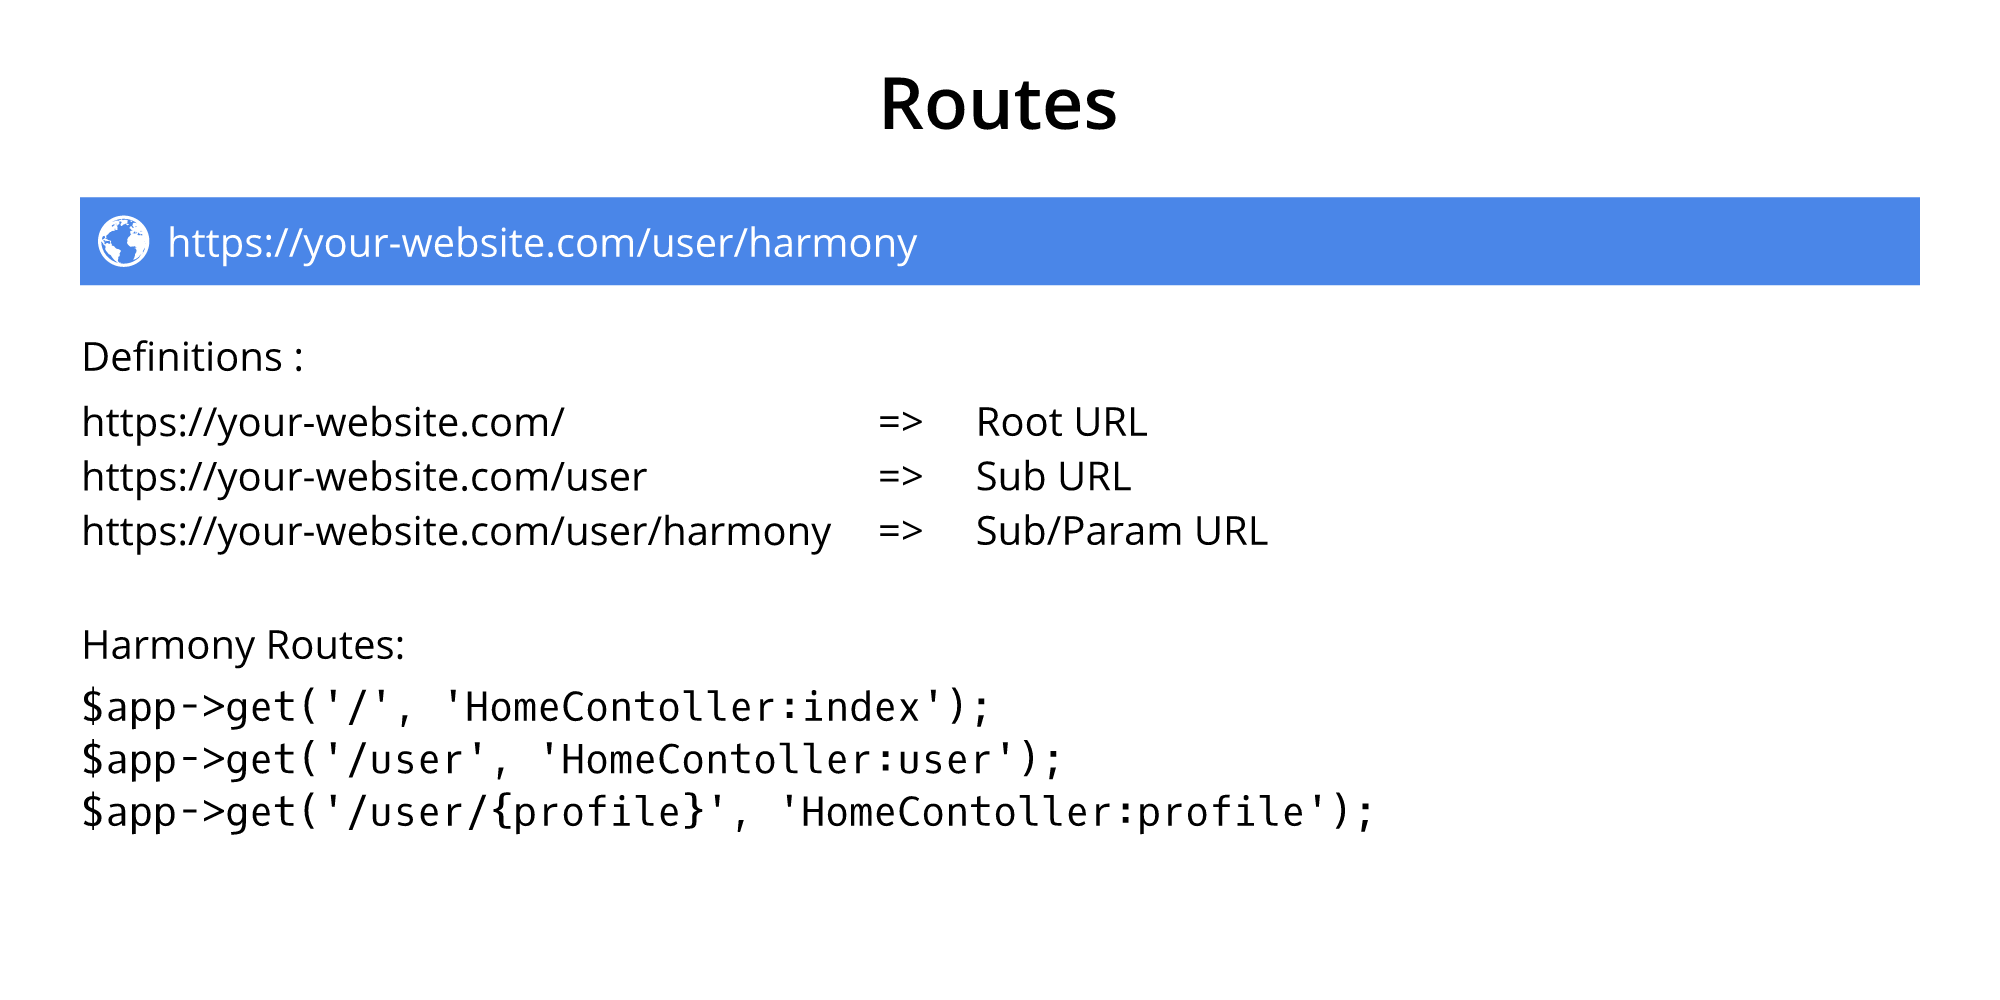 Routes
https://your-website.com/user/harmony
Definitions :
https://your-website.com/ => Root URL
https://your-website.com/user => Sub URL
https://your-website.com/user/harmony => Sub/Param URL
Harmony Routes:
$app->get('/', 'HomeContoller:index');
$app->get('/user', 'HomeContoller:user');
$app->get('/user/{profile}', 'HomeContoller:profile');